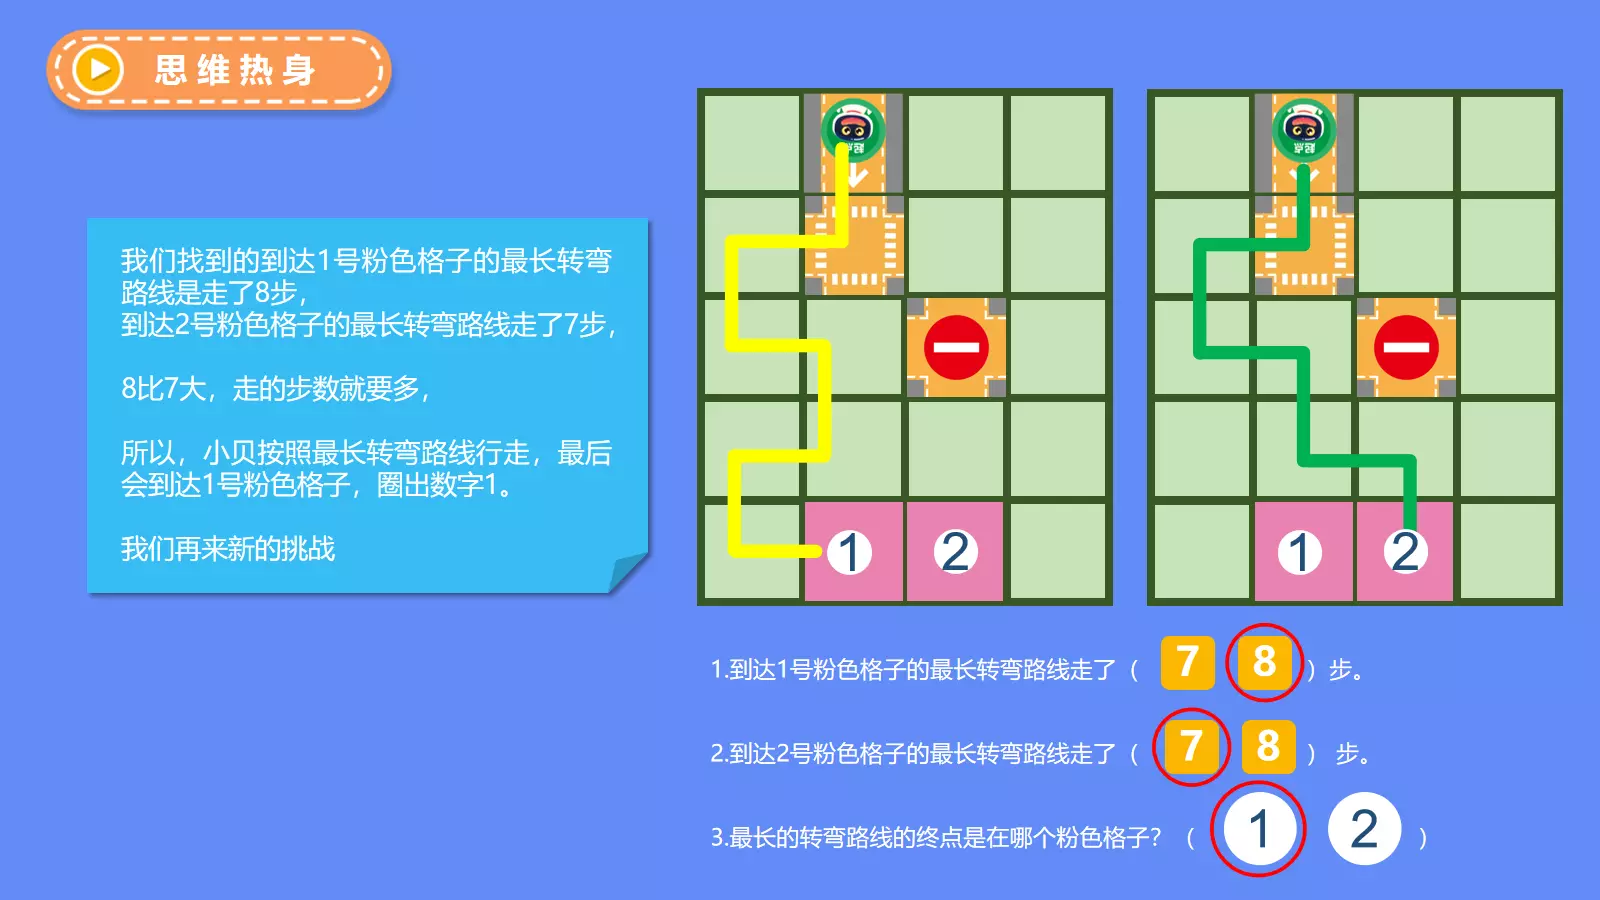 思维热身
我们找到的到达1号粉色格子的最长转弯
路线是走了8步，
到达2号粉色格子的最长转弯路线走了7步，
8比7大，走的步数就要多，
所以，小贝按照最长转弯路线行走，最后
会到达1号粉色格子，圈出数字1。
我们再来新的挑战
起点
1 2
起点
1 2
1.到达1号粉色格子的最长转弯路线走了（ 7 8 ）步。
2.到达2号粉色格子的最长转弯路线走了（ 7 8 ） 步。
3.最长的转弯路线的终点是在哪个粉色格子？（ 1 2 ）